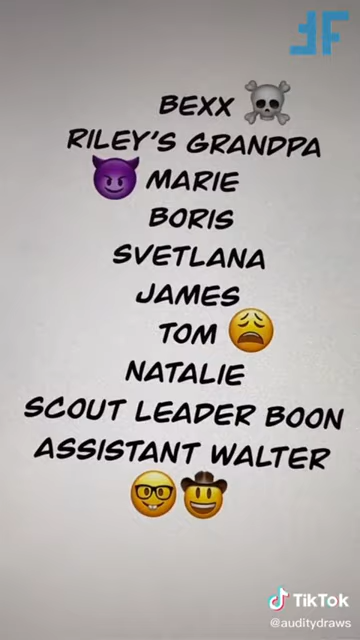 BEXX ☠️
RILEY'S GRANDPA
😈 MARIE
BORIS
SVETLANA
JAMES
TOM 😩
NATALIE
SCOUT LEADER BOON
ASSISTANT WALTER
🤓🤠
TikTok
@auditydraws